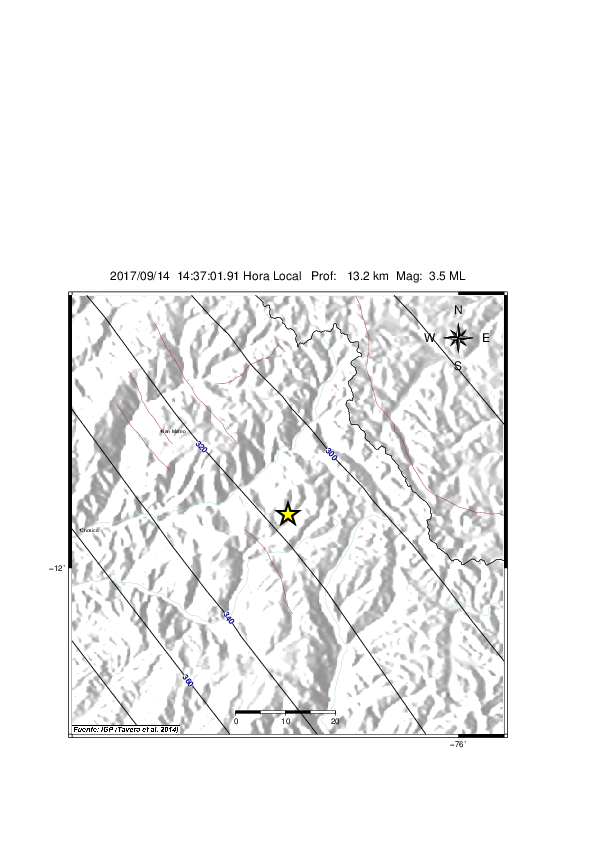 2017/09/14 14:37:01.91 Hora Local Prof: 13.2 km Mag: 3.5 ML
N
W E
S
San Mateo
320
300
Chosica
−12˚
340
360
0 10 20
Fuente: IGP (Tavera et al. 2014)
−76˚